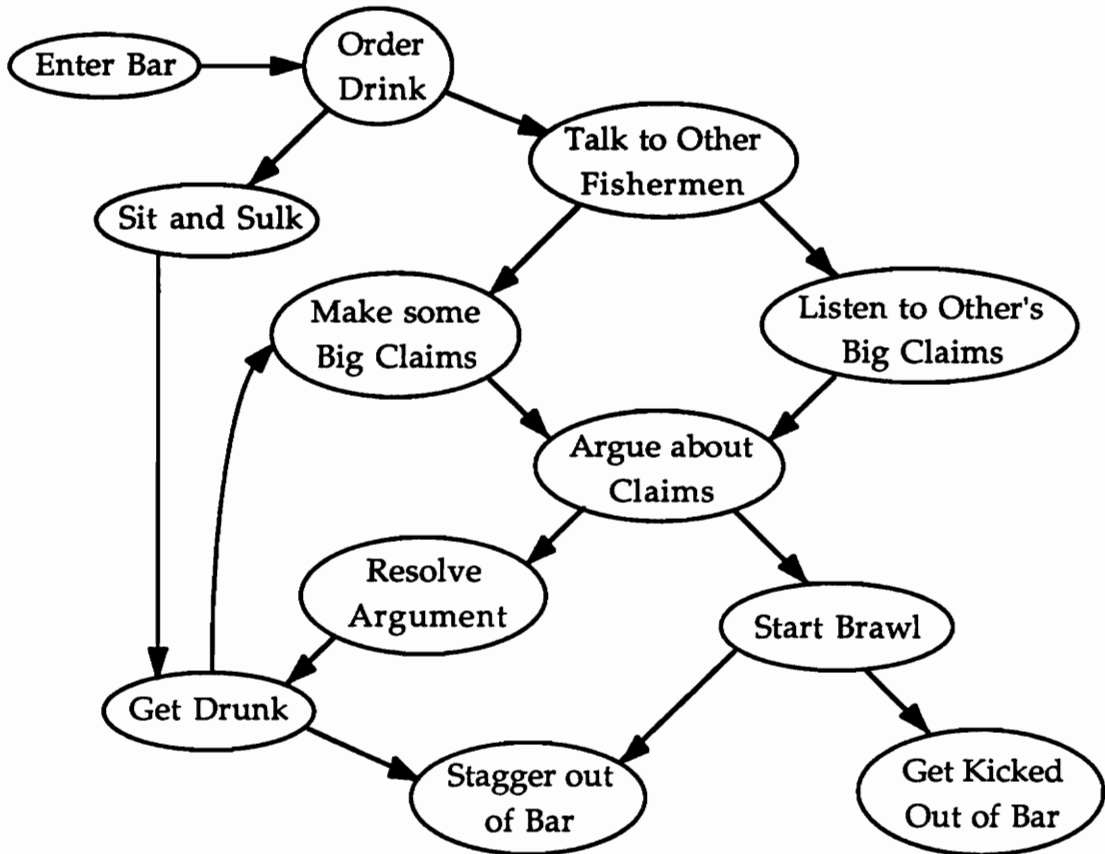 Enter Bar
Order
Drink
Talk to Other
Fishermen
Sit and Sulk
Make some
Big Claims
Listen to Other's
Big Claims
Argue about
Claims
Resolve
Argument
Start Brawl
Get Drunk
Stagger out
of Bar
Get Kicked
Out of Bar